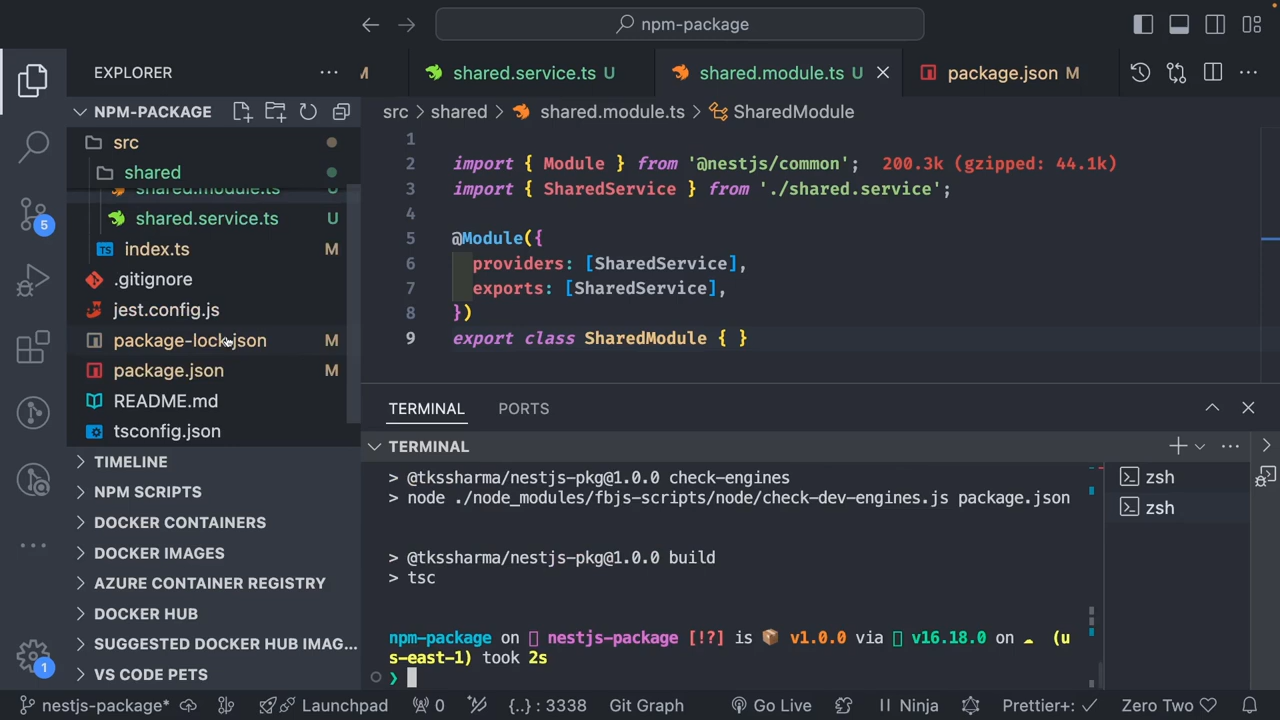 npm-package
EXPLORER
M
shared.service.ts U
shared.module.ts U
package.json M
NPM-PACKAGE
src > shared > shared.module.ts > SharedModule
src
shared
shared.module.ts U
shared.service.ts U
TS index.ts M
.gitignore
jest.config.js
package-lock.json M
package.json M
README.md
tsconfig.json
TIMELINE
NPM SCRIPTS
DOCKER CONTAINERS
DOCKER IMAGES
AZURE CONTAINER REGISTRY
DOCKER HUB
SUGGESTED DOCKER HUB IMAG...
VS CODE PETS
5
1
1
2 import { Module } from '@nestjs/common'; 200.3k (gzipped: 44.1k)
3 import { SharedService } from './shared.service';
4
5 @Module({
6 providers: [SharedService],
7 exports: [SharedService],
8 })
9 export class SharedModule { }
TERMINAL
PORTS
TERMINAL
> @tkssharma/nestjs-pkg@1.0.0 check-engines
> node ./node_modules/fbjs-scripts/node/check-dev-engines.js package.json
> @tkssharma/nestjs-pkg@1.0.0 build
> tsc
npm-package on nestjs-package [!?] is 📦 v1.0.0 via v16.18.0 on ☁ (u
s-east-1) took 2s
❯
zsh
zsh
nestjs-package*
Launchpad
0
{..} : 3338
Git Graph
Go Live
Ninja
Prettier+: ✓
Zero Two ♡